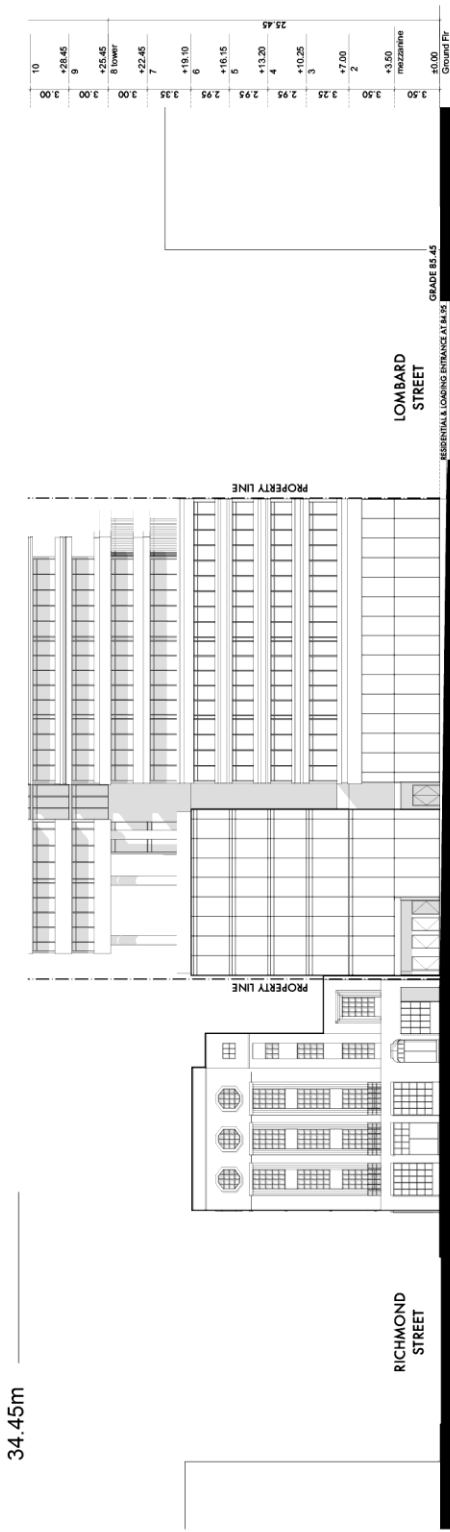 34.45m
10
+28.45
9
+25.45
8 tower
+22.45
7
+19.10
6
+16.15
5
+13.20
4
+10.25
3
+7.00
2
+3.50
mezzanine
±0.00
Ground Flr
3.00
3.00
3.00
3.35
2.95
2.95
2.95
3.25
3.50
3.50
25.45
PROPERTY LINE
PROPERTY LINE
RICHMOND
STREET
LOMBARD
STREET
GRADE 85.45
RESIDENTIAL & LOADING ENTRANCE AT 84.95